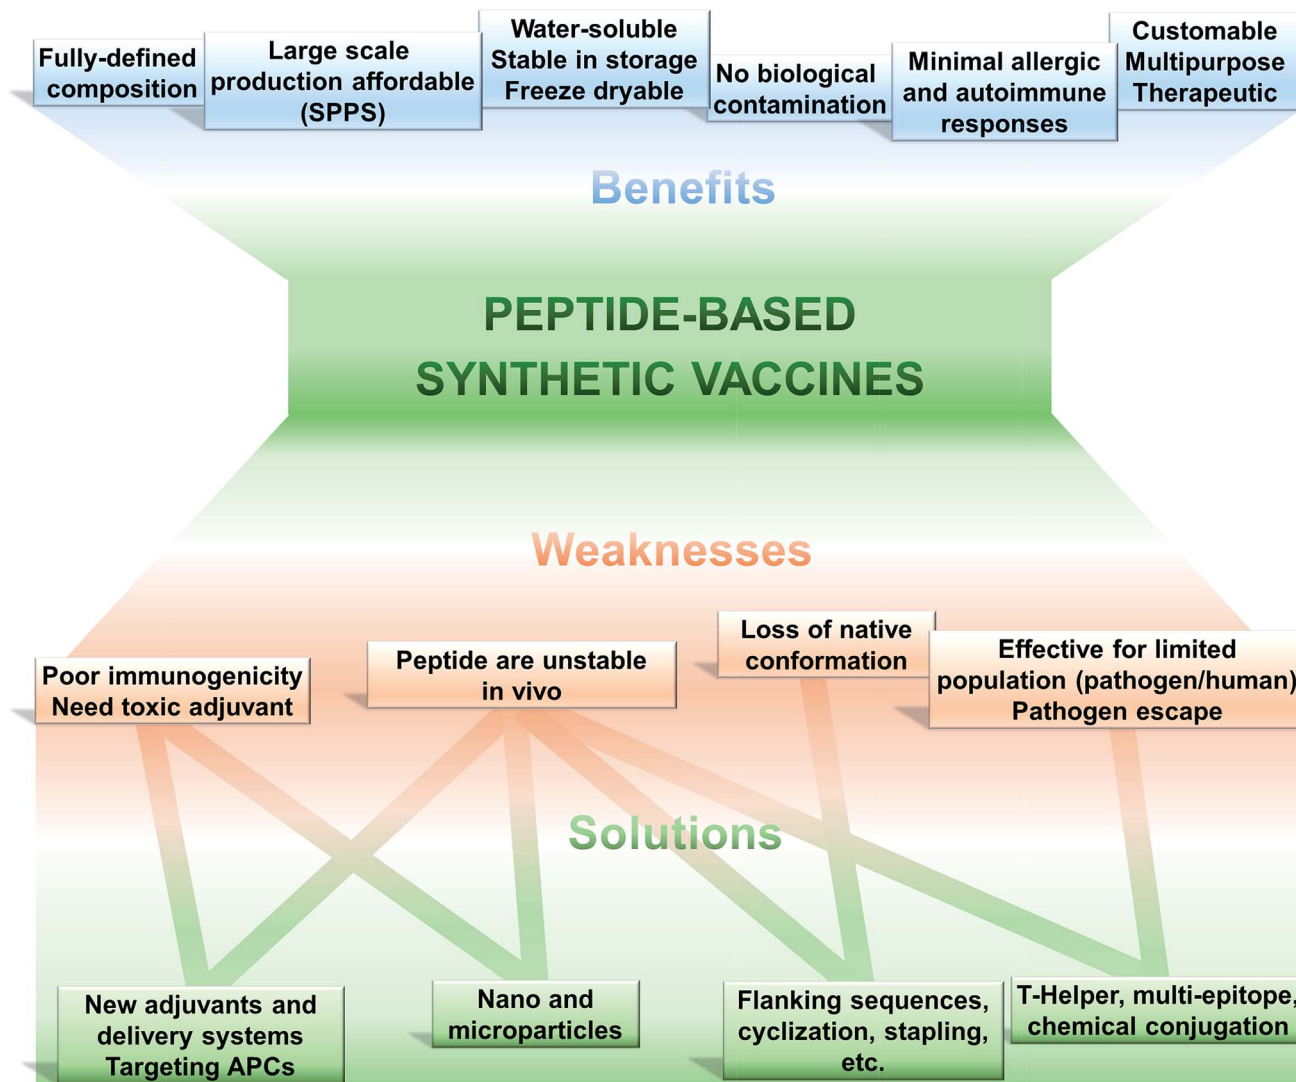 Fully-defined
composition
Large scale
production affordable
(SPPS)
Water-soluble
Stable in storage
Freeze dryable
No biological
contamination
Minimal allergic
and autoimmune
responses
Customable
Multipurpose
Therapeutic
Benefits
PEPTIDE-BASED
SYNTHETIC VACCINES
Weaknesses
Poor immunogenicity
Need toxic adjuvant
Peptide are unstable
in vivo
Loss of native
conformation
Effective for limited
population (pathogen/human)
Pathogen escape
Solutions
New adjuvants and
delivery systems
Targeting APCs
Nano and
microparticles
Flanking sequences,
cyclization, stapling,
etc.
T-Helper, multi-epitope,
chemical conjugation